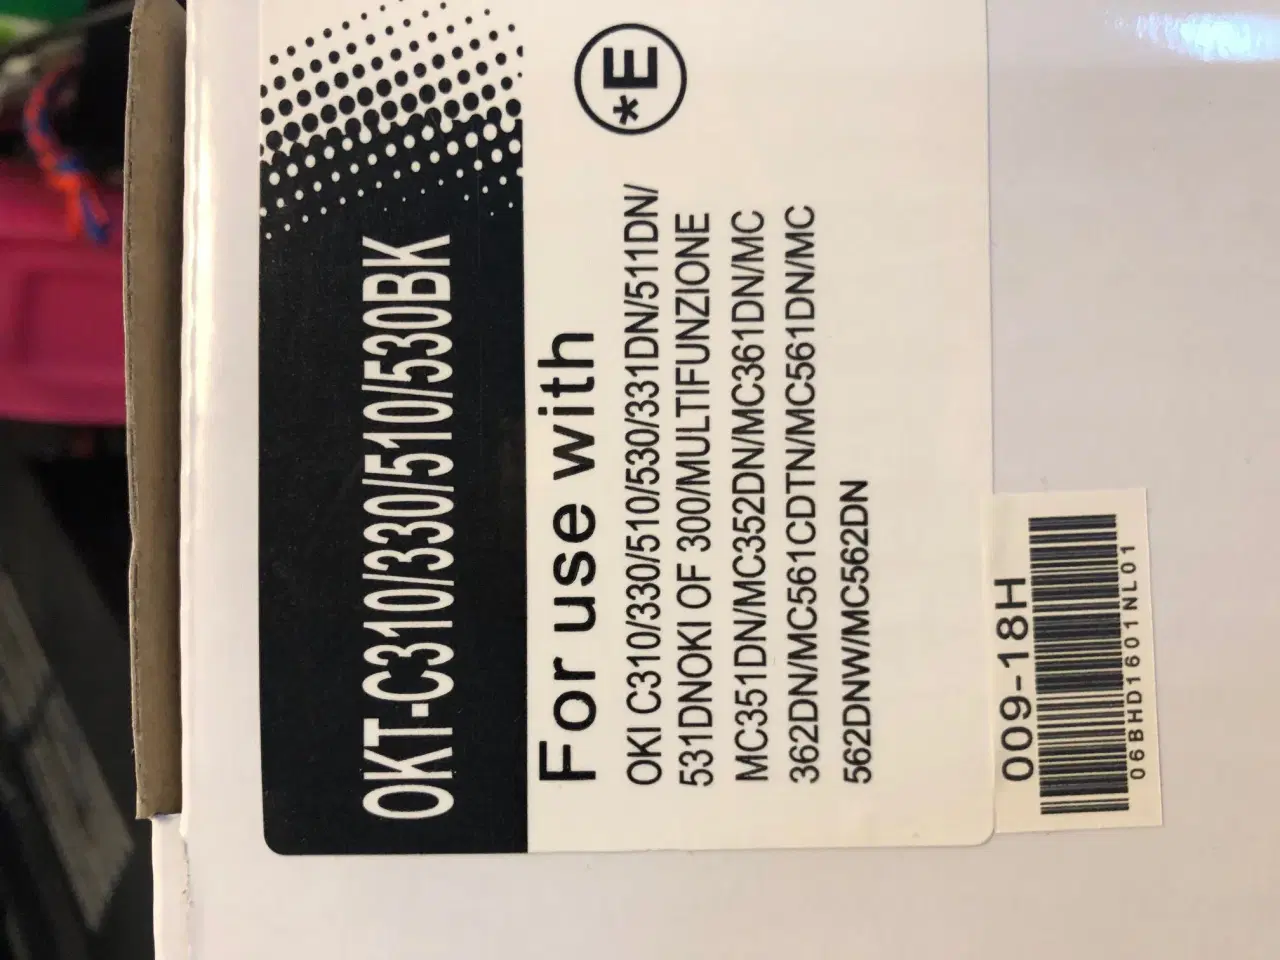 OKT-C310/330/510/530BK
*E
For use with
OKI C310/330/510/530/331DN/511DN/
531DNOKI OF 300/MULTIFUNZIONE
MC351DN/MC352DN/MC361DN/MC
362DN/MC561CDTN/MC561DN/MC
562DNW/MC562DN
009-18H
06BHD1601NL01